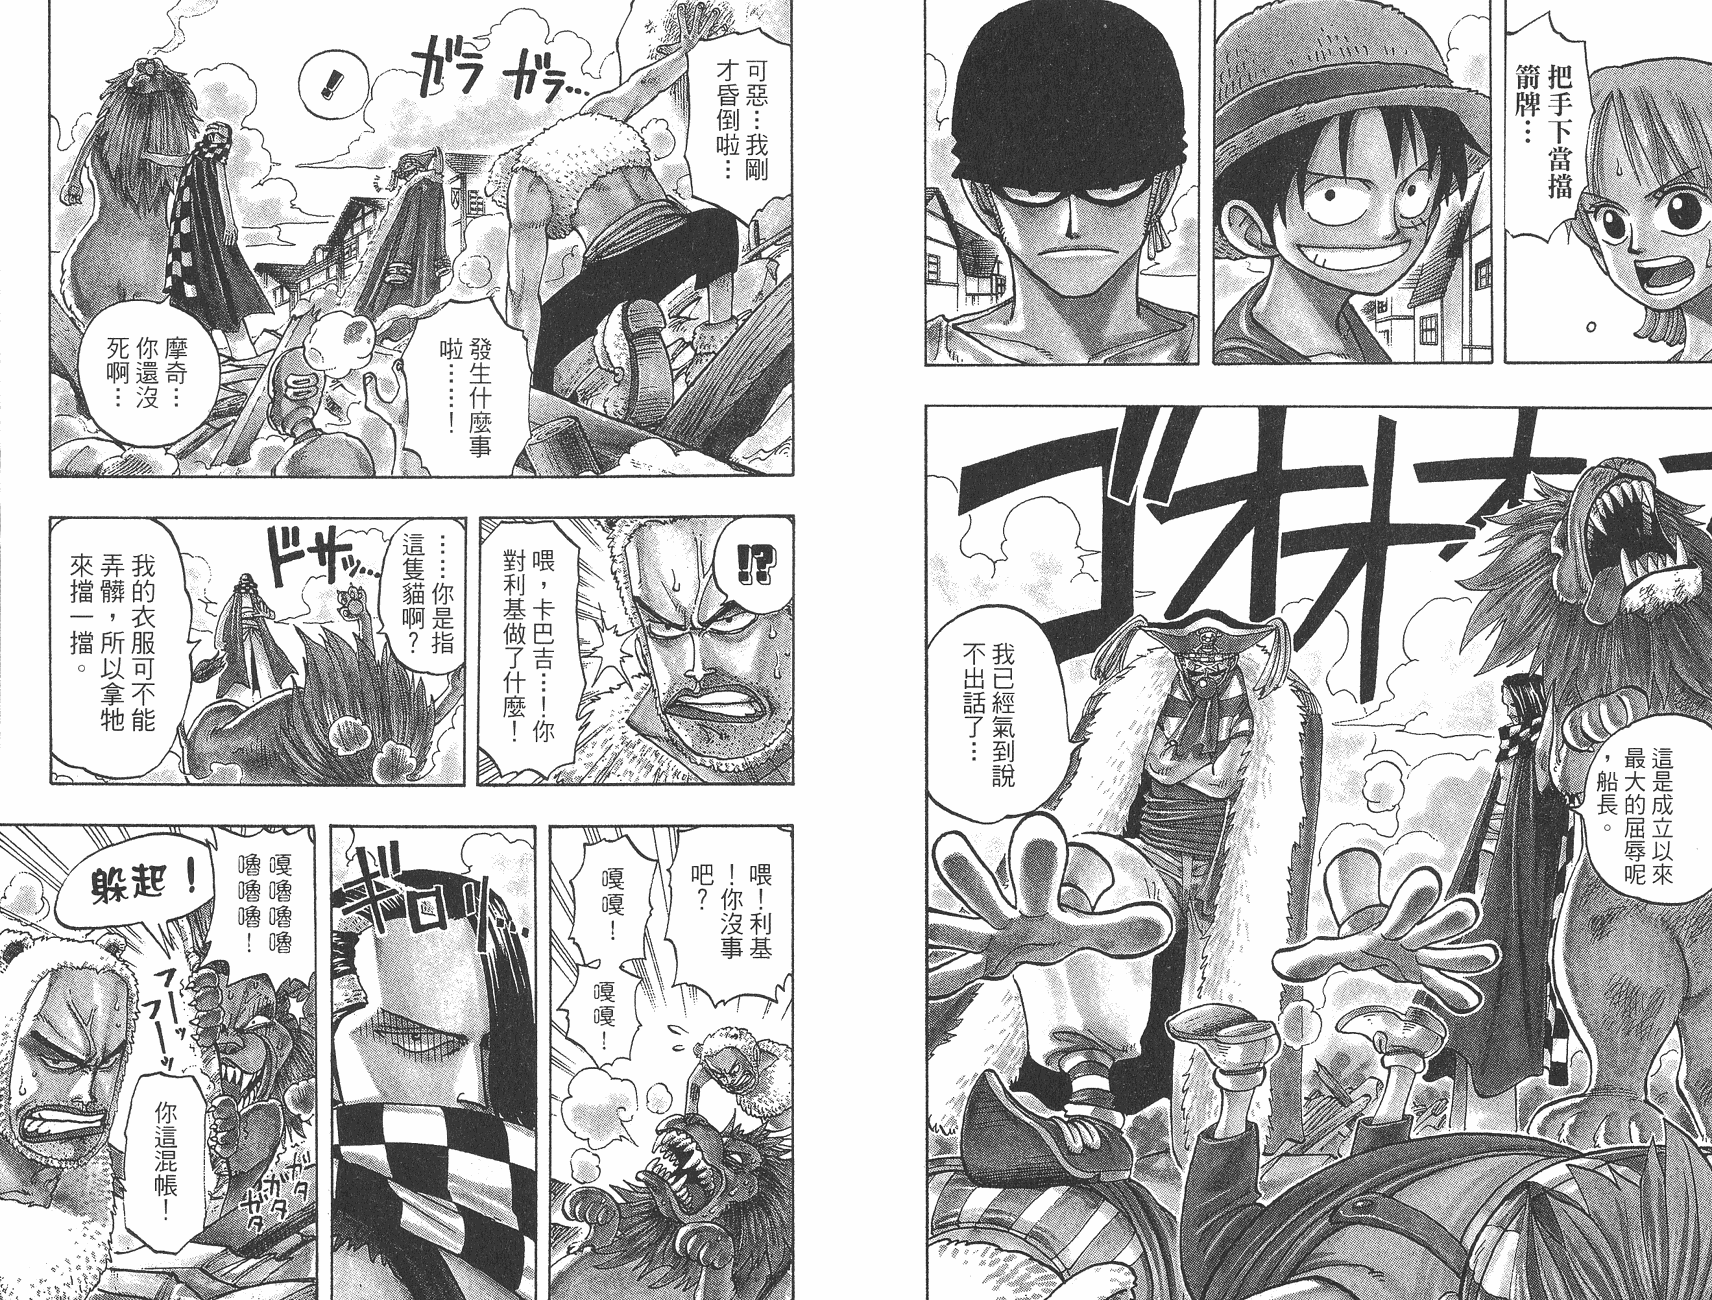 把手下當擋
箭牌…
ゴオオオ
這是成立以來
最大的屈辱呢
，船長。
我已經氣到說
不出話了…
可惡…我剛
才昏倒啦…
ガラ
ガラ…
!
發生什麼事
啦……!
摩奇…
你還沒
死啊…
!?
喂，卡巴吉…!你
對利基做了什麼!
……你是指
這隻貓啊?
ドサッ…
我的衣服可不能
弄髒，所以拿牠
來擋一擋。
喂!利基
!你沒事
吧?
嘎嘎!
嘎嘎!
ギロッ…
嘎嚕嚕嚕
嚕嚕嚕!
躲起!
フーッ
フーッ
你這混帳!
ガタ
ガタ